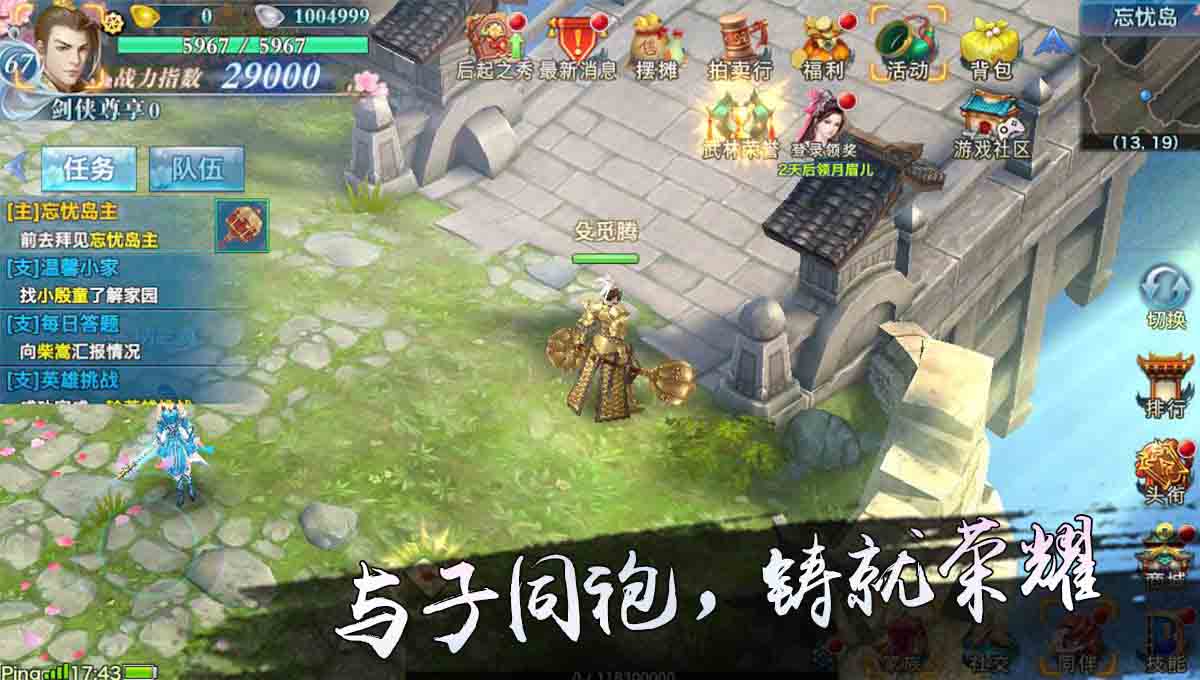 0 1004999
5967 / 5967
67
战力指数 29000
剑侠尊享0
后起之秀 最新消息 摆摊 拍卖行 福利 活动 背包
忘忧岛
武林荣誉 登录领奖 游戏社区
2天后领月眉儿
(13, 19)
任务 队伍
[主]忘忧岛主
前去拜见忘忧岛主
[支]温馨小家
找小殷童了解家园
[支]每日答题
向柴嵩汇报情况
[支]英雄挑战
殳觅腾
切换
排行
头衔
商城
与子同袍，铸就荣耀
家族 社交 同伴 技能
Ping 17:43